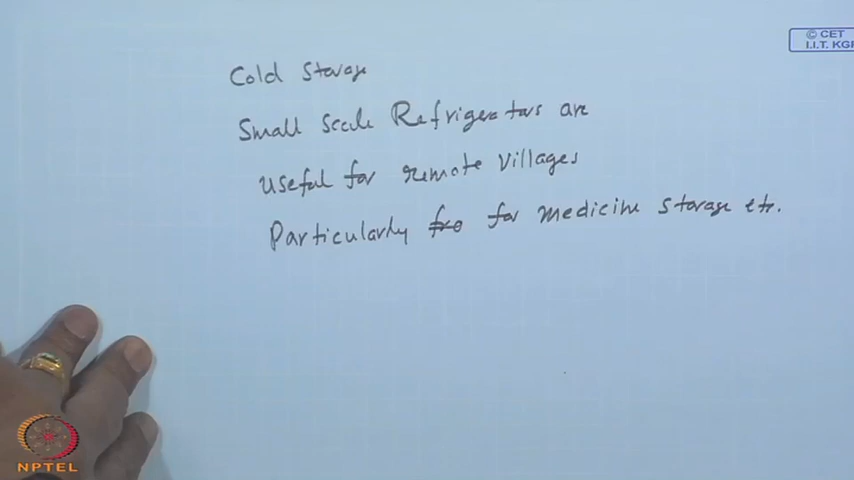 © CET
I.I.T. KGP
Cold Storage
Small Scale Refrigerators are
Useful for remote villages
Particularly fro for medicine storage etc.
NPTEL